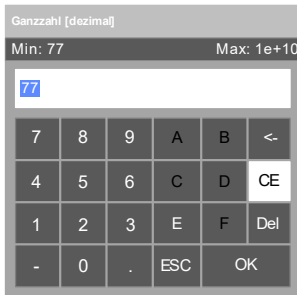 Ganzzahl [dezimal]
Min: 77 Max: 1e+10
77
7 8 9 A B <-
4 5 6 C D CE
1 2 3 E F Del
- 0 . ESC OK